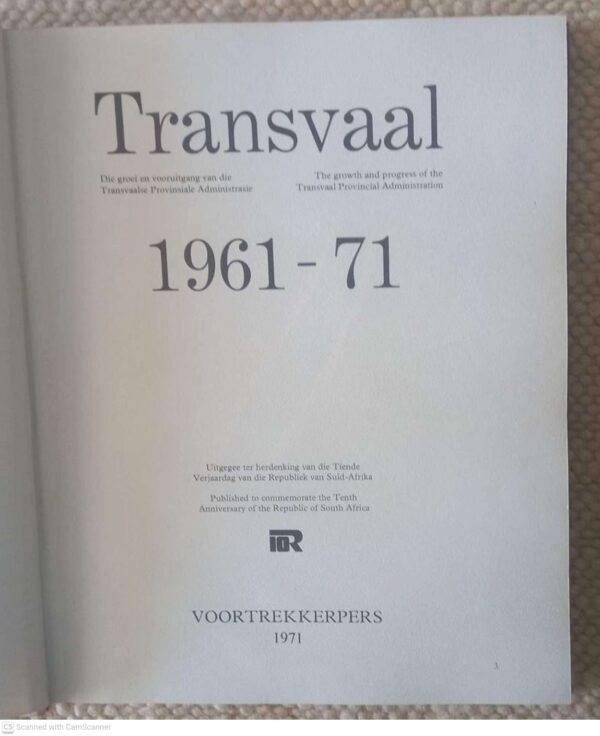 Transvaal
Die groei en vooruitgang van die
Transvaalse Provinsiale Administrasie
The growth and progress of the
Transvaal Provincial Administration
1961 - 71
Uitgegee ter herdenking van die Tiende
Verjaardag van die Republiek van Suid-Afrika
Published to commemorate the Tenth
Anniversary of the Republic of South Africa
10R
VOORTREKKERPERS
1971
3
CS Scanned with CamScanner